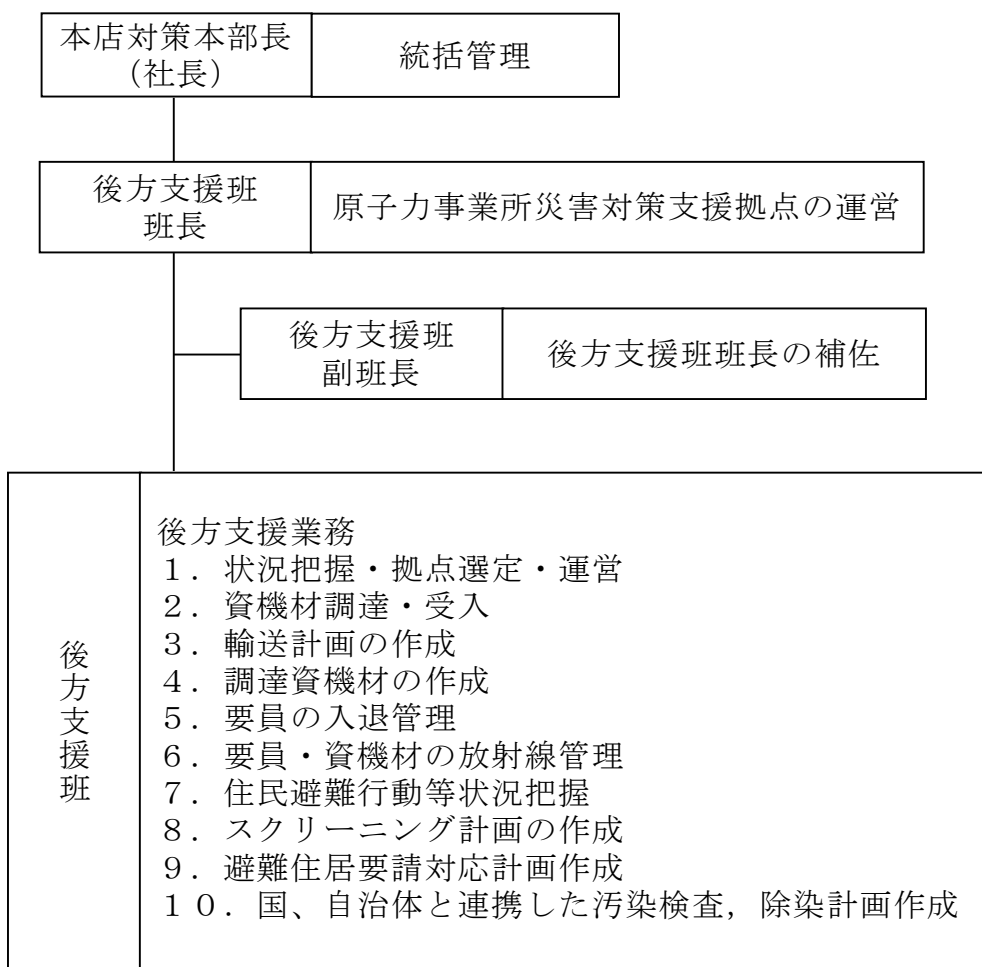 本店対策本部長
（社長）
統括管理
後方支援班
班長
原子力事業所災害対策支援拠点の運営
後方支援班
副班長
後方支援班班長の補佐
後方支援班
後方支援業務
１．状況把握・拠点選定・運営
２．資機材調達・受入
３．輸送計画の作成
４．調達資機材の作成
５．要員の入退管理
６．要員・資機材の放射線管理
７．住民避難行動等状況把握
８．スクリーニング計画の作成
９．避難住居要請対応計画作成
１０．国、自治体と連携した汚染検査，除染計画作成